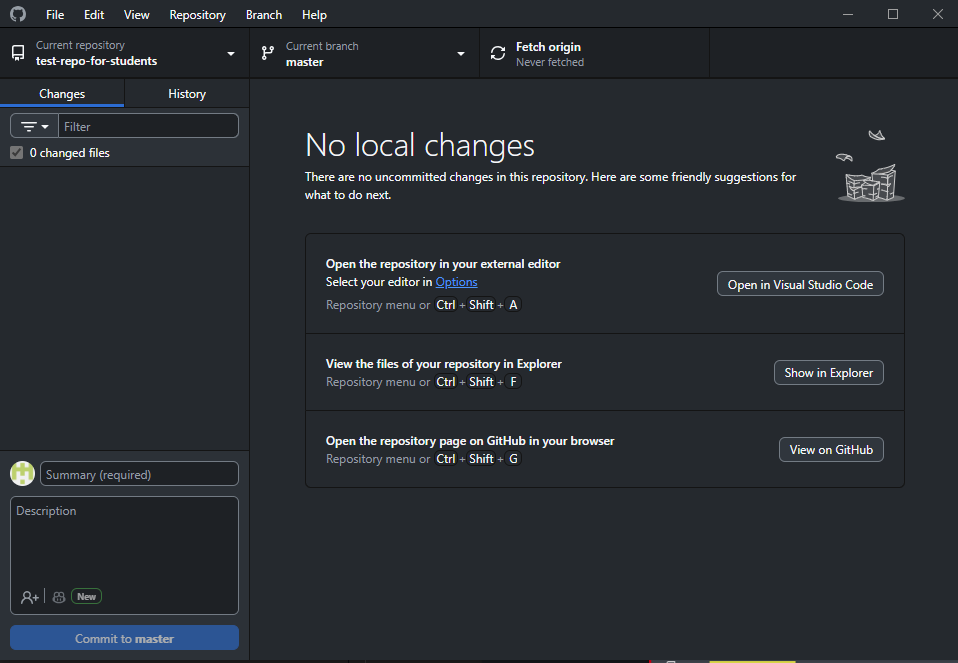 File Edit View Repository Branch Help
Current repository
test-repo-for-students
Current branch
master
Fetch origin
Never fetched
Changes
History
Filter
0 changed files
No local changes
There are no uncommitted changes in this repository. Here are some friendly suggestions for
what to do next.
Open the repository in your external editor
Select your editor in Options
Repository menu or Ctrl + Shift + A
Open in Visual Studio Code
View the files of your repository in Explorer
Repository menu or Ctrl + Shift + F
Show in Explorer
Open the repository page on GitHub in your browser
Repository menu or Ctrl + Shift + G
View on GitHub
Summary (required)
Description
New
Commit to master